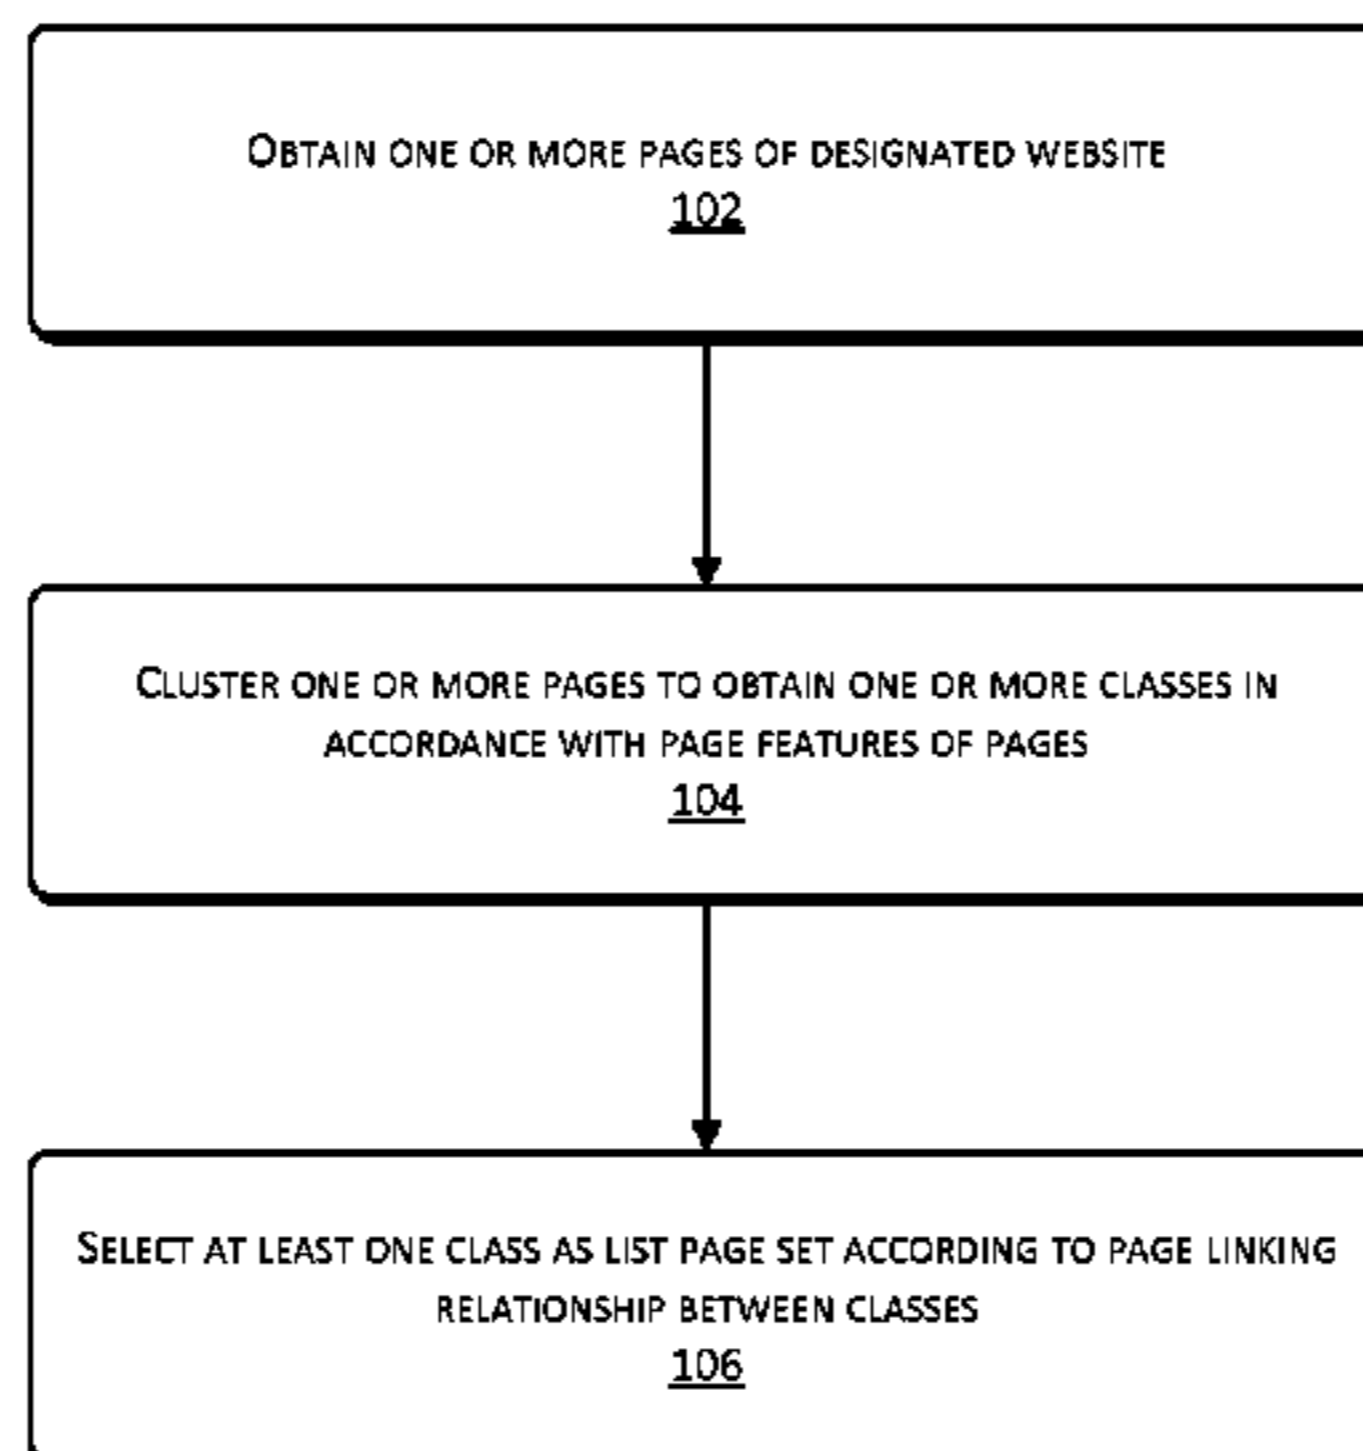 OBTAIN ONE OR MORE PAGES OF DESIGNATED WEBSITE
102
CLUSTER ONE OR MORE PAGES TO OBTAIN ONE OR MORE CLASSES IN
ACCORDANCE WITH PAGE FEATURES OF PAGES
104
SELECT AT LEAST ONE CLASS AS LIST PAGE SET ACCORDING TO PAGE LINKING
RELATIONSHIP BETWEEN CLASSES
106